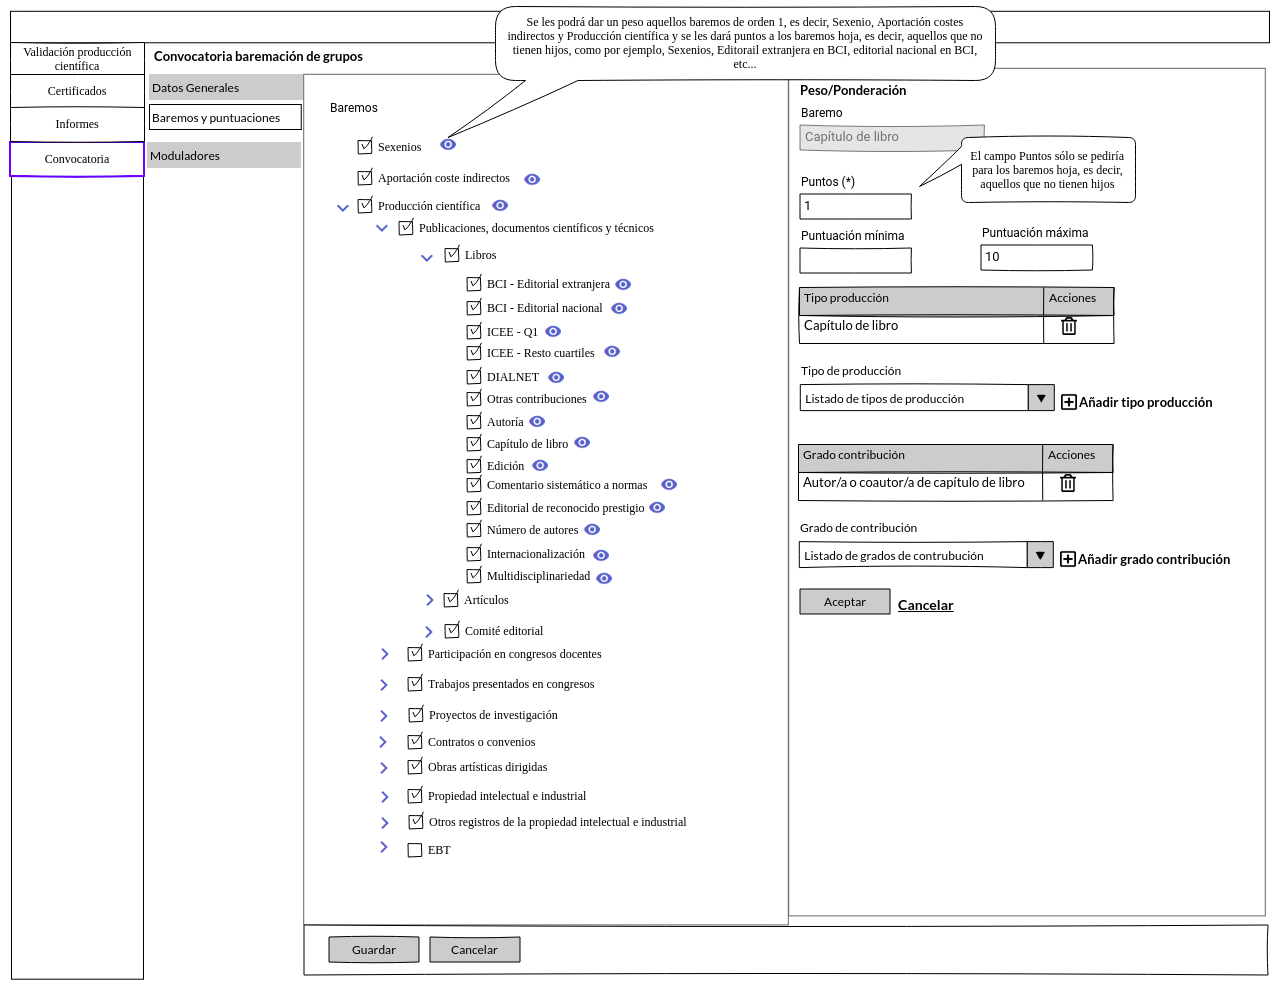 Se les podrá dar un peso aquellos baremos de orden 1, es decir, Sexenio, Aportación costes
indirectos y Producción científica y se les dará puntos a los baremos hoja, es decir, aquellos que no
tienen hijos, como por ejemplo, Sexenios, Editorail extranjera en BCI, editorial nacional en BCI,
etc...
Validación producción
científica
Certificados
Informes
Convocatoria
Convocatoria baremación de grupos
Datos Generales
Baremos y puntuaciones
Moduladores
Baremos
Sexenios
Aportación coste indirectos
Producción científica
Publicaciones, documentos científicos y técnicos
Libros
BCI - Editorial extranjera
BCI - Editorial nacional
ICEE - Q1
ICEE - Resto cuartiles
DIALNET
Otras contribuciones
Autoría
Capítulo de libro
Edición
Comentario sistemático a normas
Editorial de reconocido prestigio
Número de autores
Internacionalización
Multidisciplinariedad
Artículos
Comité editorial
Participación en congresos docentes
Trabajos presentados en congresos
Proyectos de investigación
Contratos o convenios
Obras artísticas dirigidas
Propiedad intelectual e industrial
Otros registros de la propiedad intelectual e industrial
EBT
Peso/Ponderación
Baremo
Capítulo de libro
El campo Puntos sólo se pediría
para los baremos hoja, es decir,
aquellos que no tienen hijos
Puntos (*)
1
Puntuación mínima
Puntuación máxima
10
Tipo producción Acciones
Capítulo de libro
Tipo de producción
Listado de tipos de producción
Añadir tipo producción
Grado contribución Acciones
Autor/a o coautor/a de capítulo de libro
Grado de contribución
Listado de grados de contrubución
Añadir grado contribución
Aceptar Cancelar
Guardar Cancelar